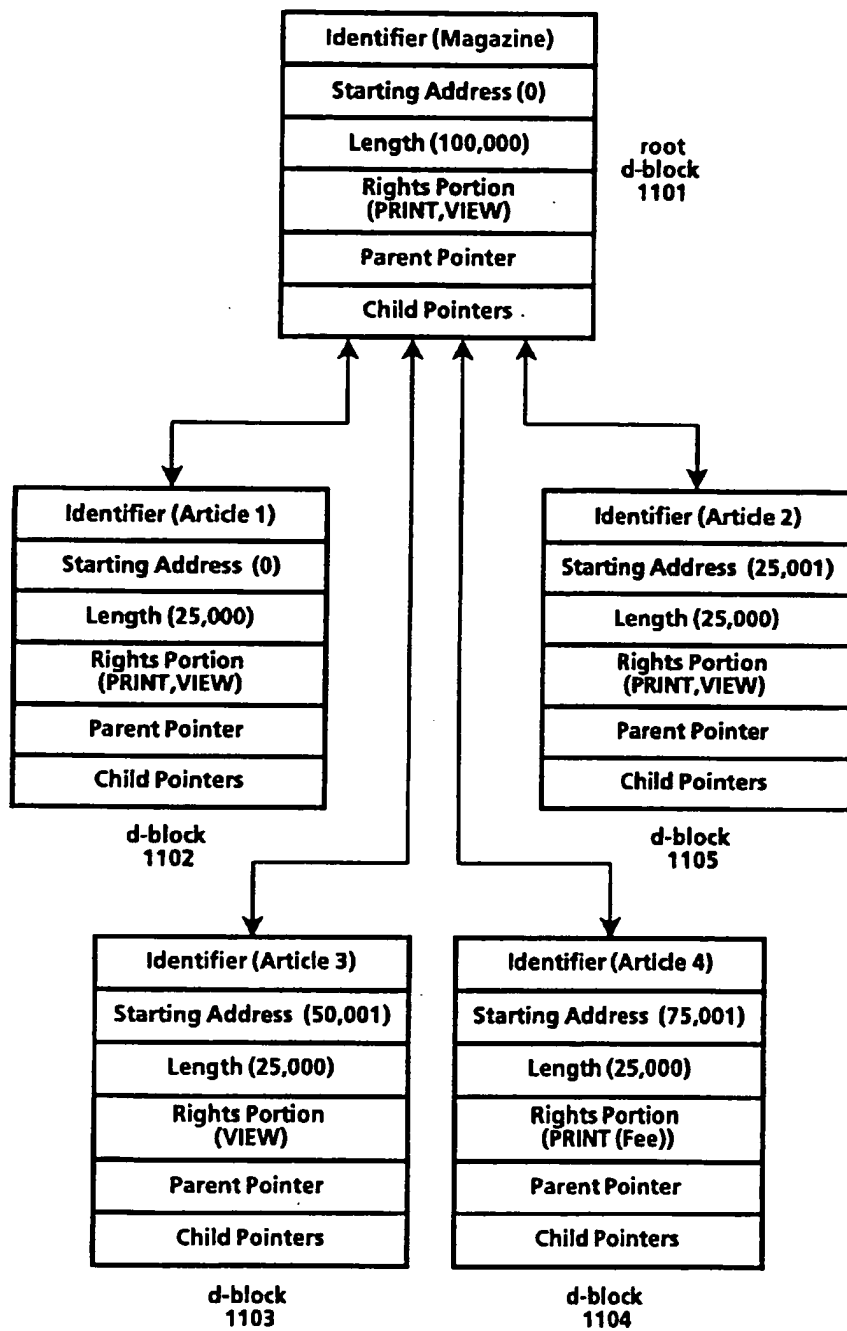 Identifier (Magazine)
Starting Address (0)
Length (100,000)
Rights Portion
(PRINT,VIEW)
Parent Pointer
Child Pointers
root
d-block
1101
Identifier (Article 1)
Starting Address (0)
Length (25,000)
Rights Portion
(PRINT,VIEW)
Parent Pointer
Child Pointers
d-block
1102
Identifier (Article 2)
Starting Address (25,001)
Length (25,000)
Rights Portion
(PRINT,VIEW)
Parent Pointer
Child Pointers
d-block
1105
Identifier (Article 3)
Starting Address (50,001)
Length (25,000)
Rights Portion
(VIEW)
Parent Pointer
Child Pointers
d-block
1103
Identifier (Article 4)
Starting Address (75,001)
Length (25,000)
Rights Portion
(PRINT (Fee))
Parent Pointer
Child Pointers
d-block
1104